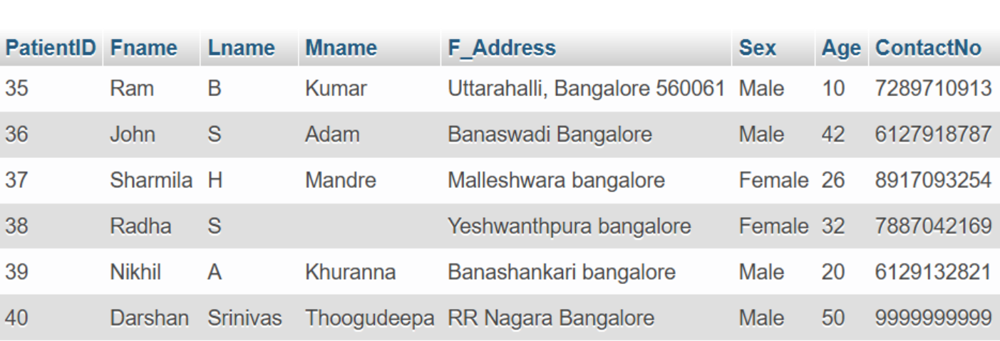 PatientID Fname Lname Mname F_Address Sex Age ContactNo
35 Ram B Kumar Uttarahalli, Bangalore 560061 Male 10 7289710913
36 John S Adam Banaswadi Bangalore Male 42 6127918787
37 Sharmila H Mandre Malleshwara bangalore Female 26 8917093254
38 Radha S Yeshwanthpura bangalore Female 32 7887042169
39 Nikhil A Khuranna Banashankari bangalore Male 20 6129132821
40 Darshan Srinivas Thoogudeepa RR Nagara Bangalore Male 50 9999999999